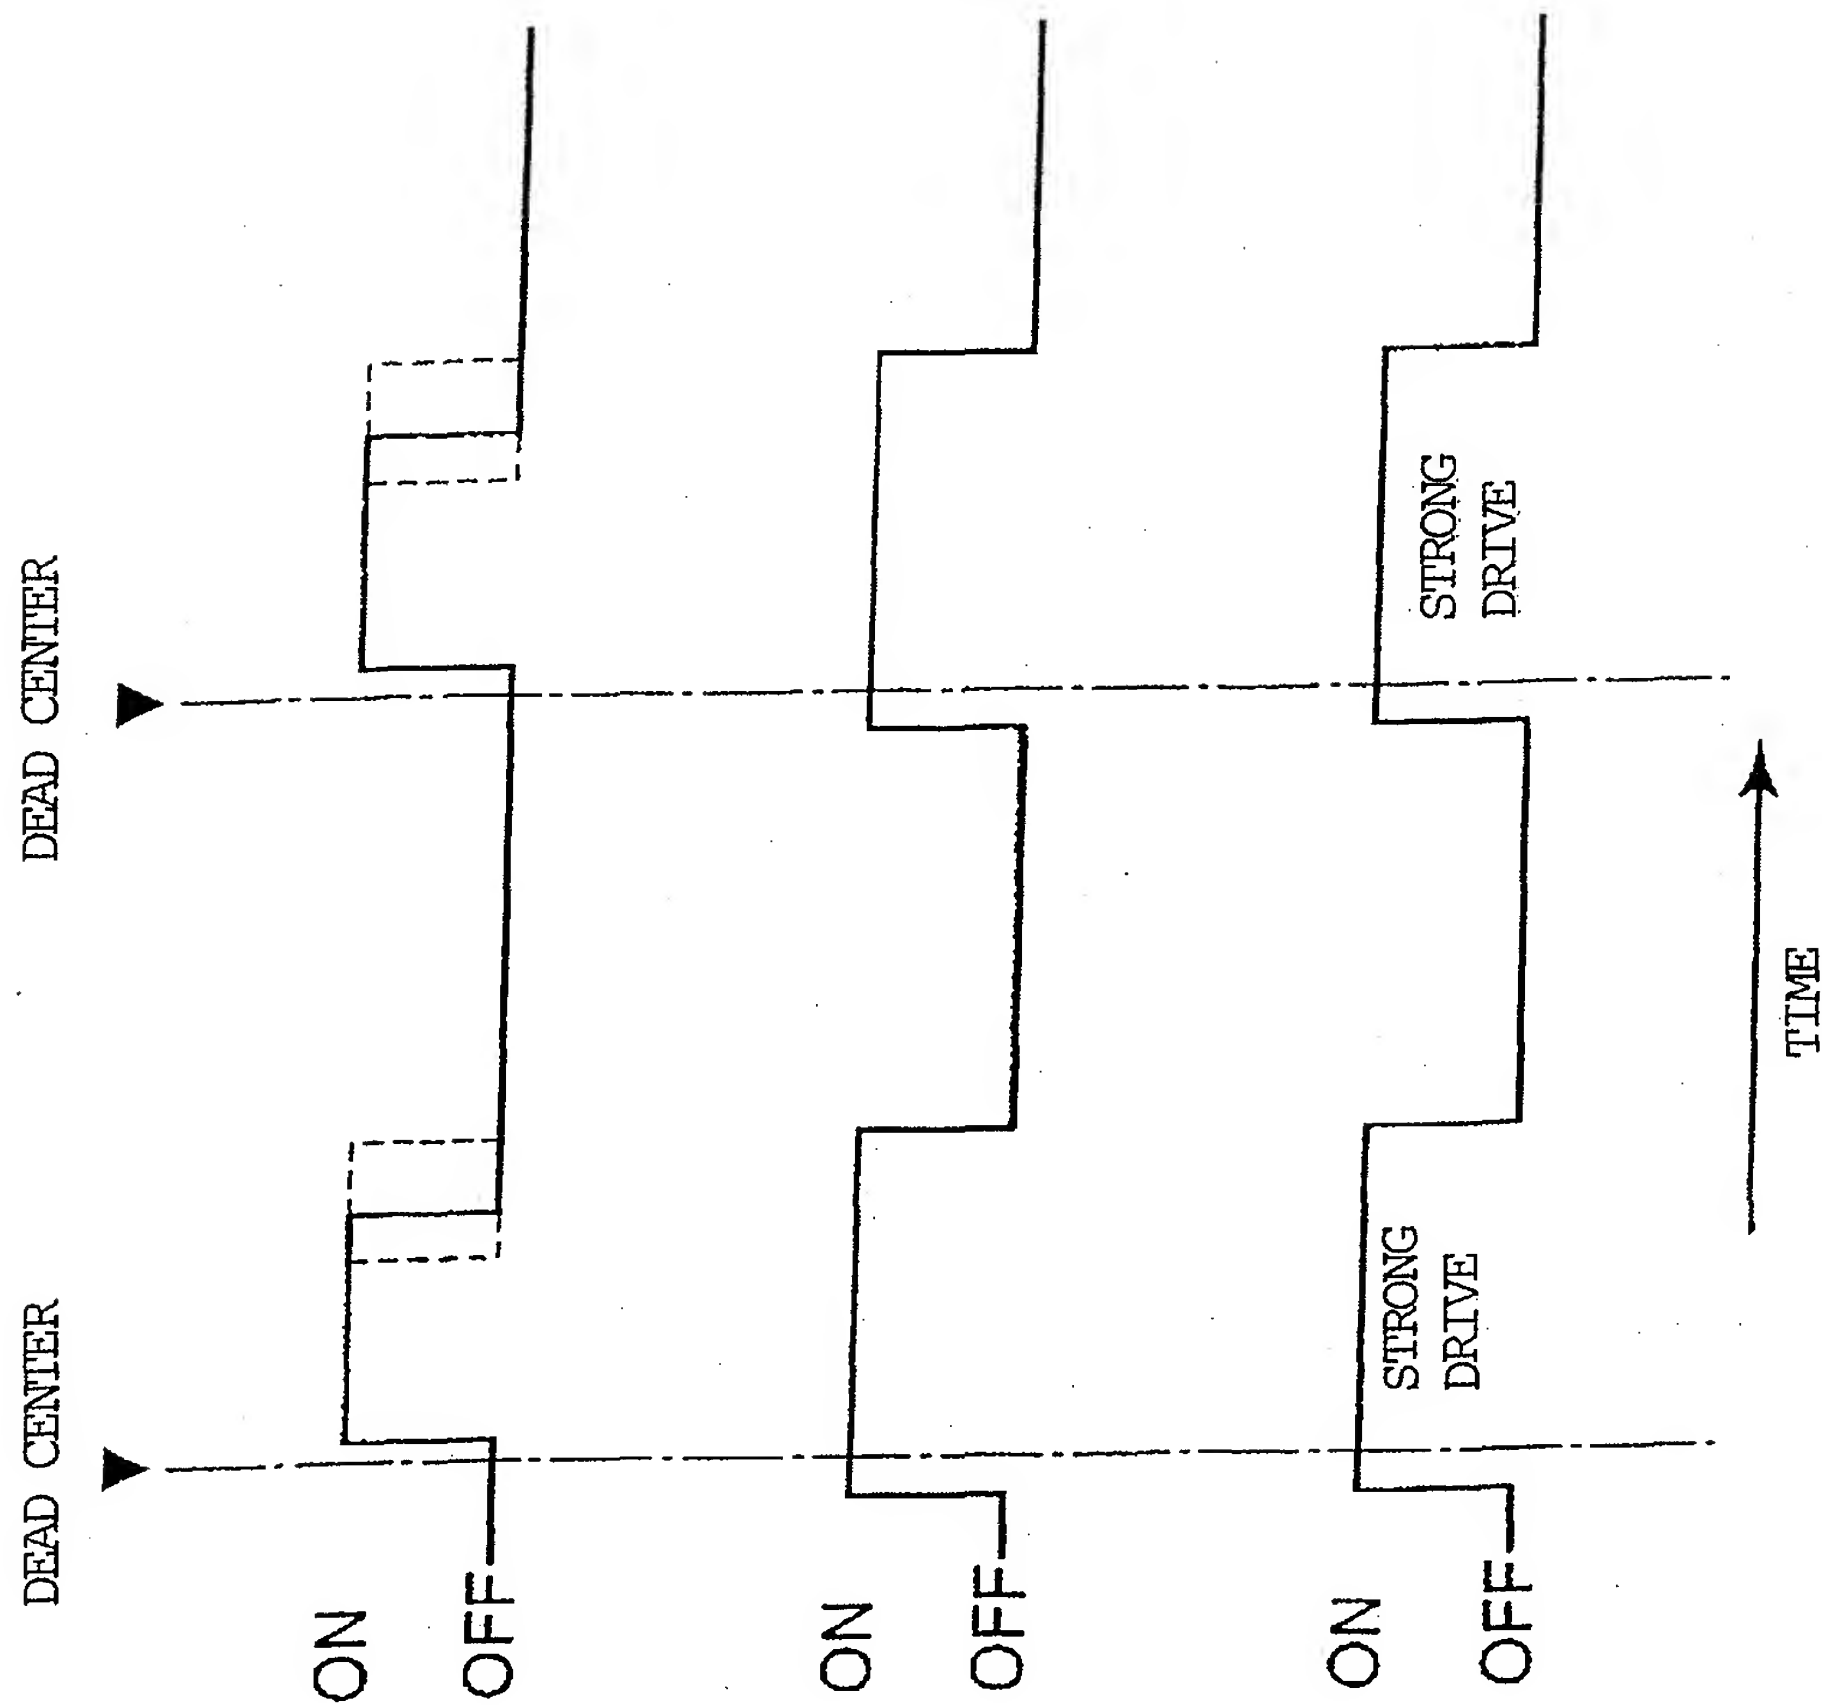 DEAD CENTER
DEAD CENTER
ON
OFF
ON
OFF
ON
STRONG
DRIVE
STRONG
DRIVE
OFF
TIME